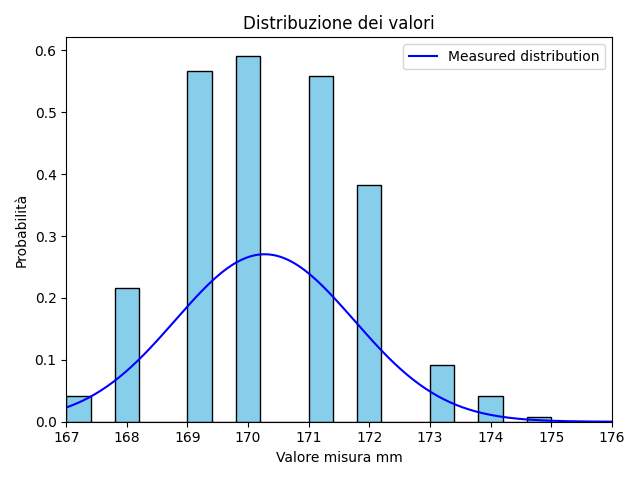 Distribuzione dei valori
Measured distribution
0.6
0.5
0.4
0.3
0.2
0.1
0.0
Probabilità
167 168 169 170 171 172 173 174 175 176
Valore misura mm